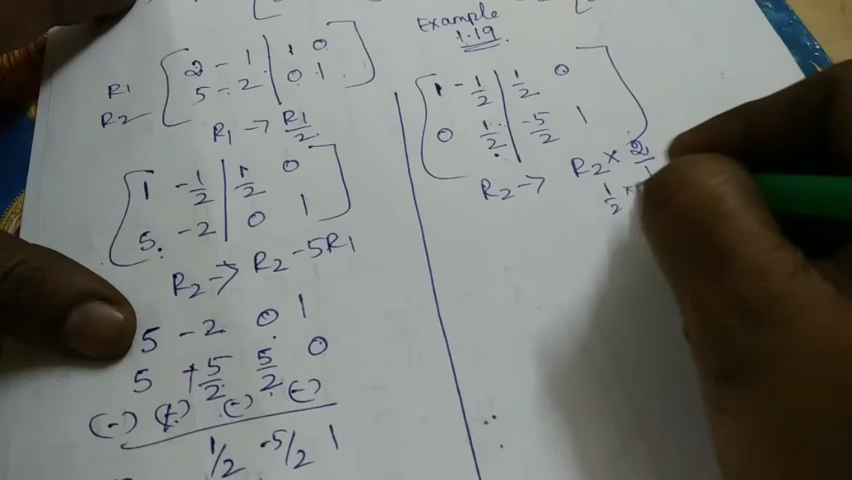 R1 [ 2 - 1 | 1 0
R2 5 - 2 | 0 1 ]
R1 → R1/2
[ 1 -1/2 | 1/2 0
5. -2 | 0 1 ]
R2 → R2 - 5R1
5 - 2 0 1
5 +5/2 5/2 0
(-) (+) (-) (-)
1/2 -5/2 1
Example
1.19.
[ 1 -1/2 | 1/2 0
0 1/2 | -5/2 1 ]
R2 → R2 × 2/1
1/2 ×